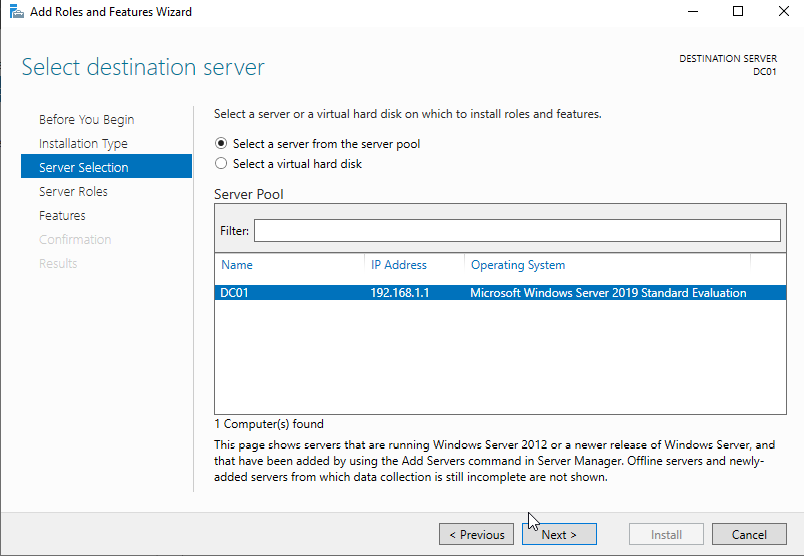 Add Roles and Features Wizard
Select destination server
DESTINATION SERVER
DC01
Before You Begin
Installation Type
Server Selection
Server Roles
Features
Confirmation
Results
Select a server or a virtual hard disk on which to install roles and features.
Select a server from the server pool
Select a virtual hard disk
Server Pool
Filter:
Name IP Address Operating System
DC01 192.168.1.1 Microsoft Windows Server 2019 Standard Evaluation
1 Computer(s) found
This page shows servers that are running Windows Server 2012 or a newer release of Windows Server, and
that have been added by using the Add Servers command in Server Manager. Offline servers and newly-
added servers from which data collection is still incomplete are not shown.
< Previous Next > Install Cancel